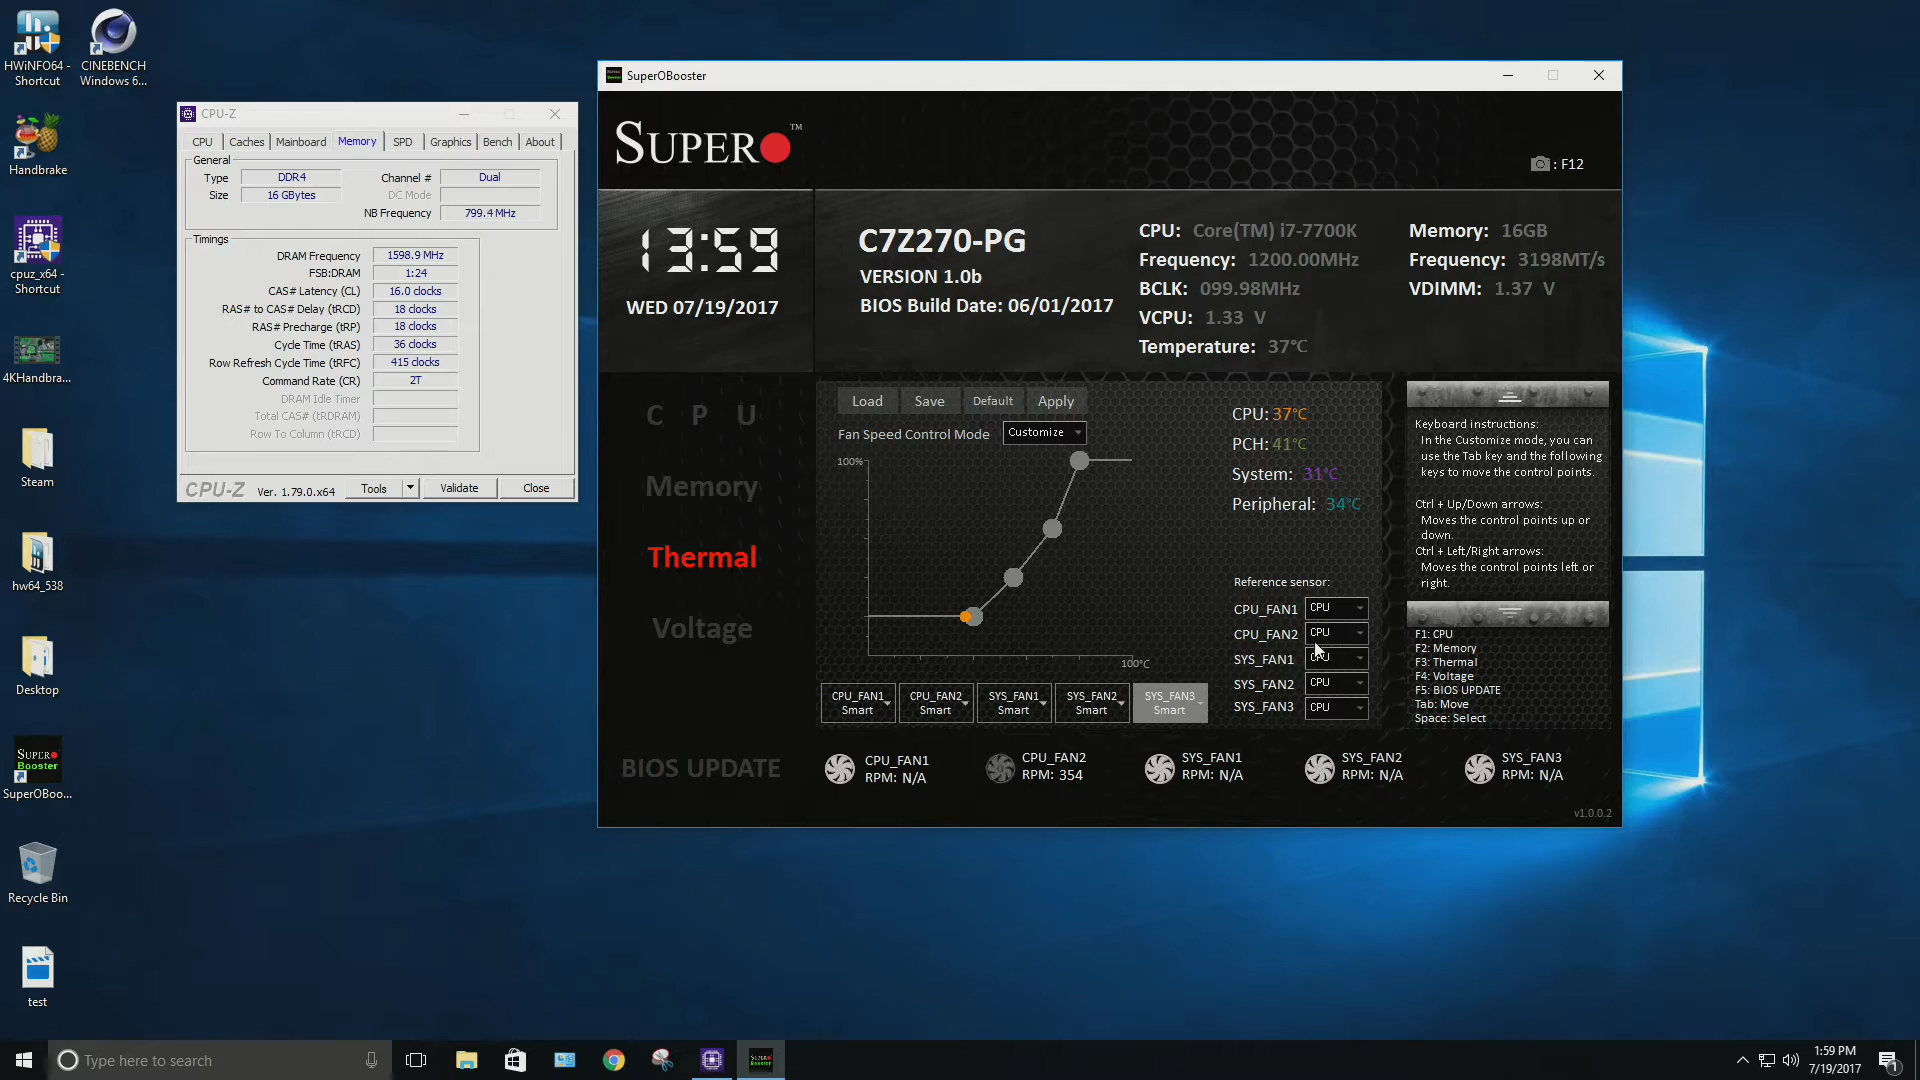 HWiNFO64 -
Shortcut
CINEBENCH
Windows 6...
Handbrake
cpuz_x64 -
Shortcut
4KHandbra...
Steam
hw64_538
Desktop
SUPER
Booster
SuperOBoo...
Recycle Bin
test
CPU-Z
CPU
Caches
Mainboard
Memory
SPD
Graphics
Bench
About
General
Type
DDR4
Channel #
Dual
Size
16 GBytes
DC Mode
NB Frequency
799.4 MHz
Timings
DRAM Frequency
1598.9 MHz
FSB:DRAM
1:24
CAS# Latency (CL)
16.0 clocks
RAS# to CAS# Delay (tRCD)
18 clocks
RAS# Precharge (tRP)
18 clocks
Cycle Time (tRAS)
36 clocks
Row Refresh Cycle Time (tRFC)
415 clocks
Command Rate (CR)
2T
DRAM Idle Timer
Total CAS# (tRDRAM)
Row To Column (tRCD)
CPU-Z
Ver. 1.79.0.x64
Tools
Validate
Close
SuperOBooster
SUPER
TM
: F12
13:59
WED 07/19/2017
C7Z270-PG
VERSION 1.0b
BIOS Build Date: 06/01/2017
CPU: Core(TM) i7-7700K
Frequency: 1200.00MHz
BCLK: 099.98MHz
VCPU: 1.33 V
Temperature: 37℃
Memory: 16GB
Frequency: 3198MT/s
VDIMM: 1.37 V
C P U
Memory
Thermal
Voltage
BIOS UPDATE
Load
Save
Default
Apply
Fan Speed Control Mode
Customize
100%
100℃
CPU: 37℃
PCH: 41℃
System: 31℃
Peripheral: 34℃
Reference sensor:
CPU_FAN1
CPU
CPU_FAN2
CPU
SYS_FAN1
CPU
SYS_FAN2
CPU
SYS_FAN3
CPU
CPU_FAN1
Smart
CPU_FAN2
Smart
SYS_FAN1
Smart
SYS_FAN2
Smart
SYS_FAN3
Smart
Keyboard instructions:
In the Customize mode, you can
use the Tab key and the following
keys to move the control points.
Ctrl + Up/Down arrows:
Moves the control points up or
down.
Ctrl + Left/Right arrows:
Moves the control points left or
right.
F1: CPU
F2: Memory
F3: Thermal
F4: Voltage
F5: BIOS UPDATE
Tab: Move
Space: Select
CPU_FAN1
RPM: N/A
CPU_FAN2
RPM: 354
SYS_FAN1
RPM: N/A
SYS_FAN2
RPM: N/A
SYS_FAN3
RPM: N/A
v1.0.0.2
Type here to search
SUPER
Booster
1:59 PM
7/19/2017
1